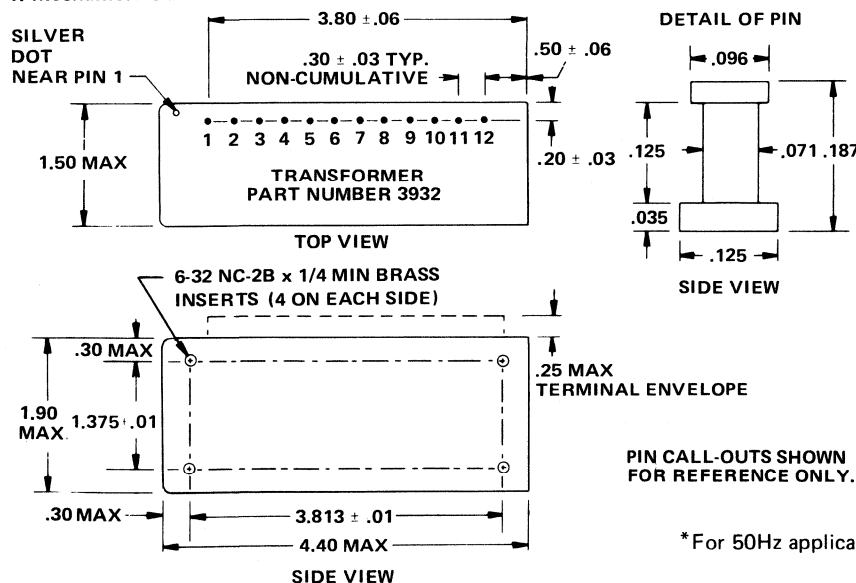 3.80 ± .06
DETAIL OF PIN
SILVER
DOT
NEAR PIN 1
.30 ± .03 TYP.
NON-CUMULATIVE
.50 ± .06
.096
1 2 3 4 5 6 7 8 9 10 11 12
1.50 MAX
.20 ± .03
.125
.071
.187
TRANSFORMER
PART NUMBER 3932
.035
TOP VIEW
.125
6-32 NC-2B x 1/4 MIN BRASS
INSERTS (4 ON EACH SIDE)
SIDE VIEW
.30 MAX
.25 MAX
TERMINAL ENVELOPE
1.90
MAX.
1.375 ± .01
PIN CALL-OUTS SHOWN
FOR REFERENCE ONLY.
.30 MAX
3.813 ± .01
4.40 MAX
*For 50Hz applica
SIDE VIEW